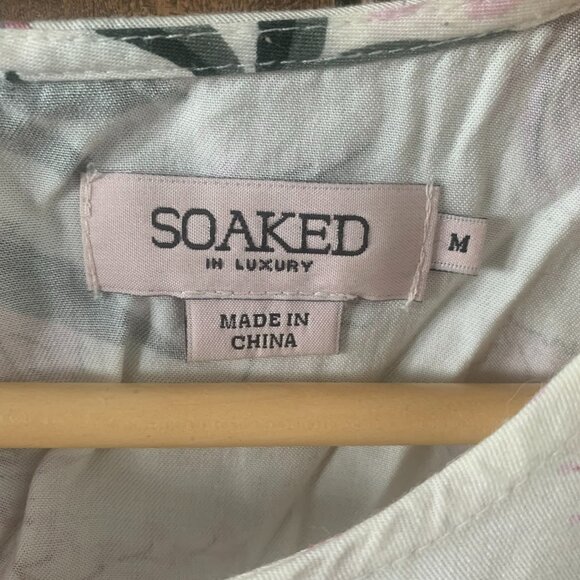 SOAKED
IN LUXURY
M
MADE IN
CHINA